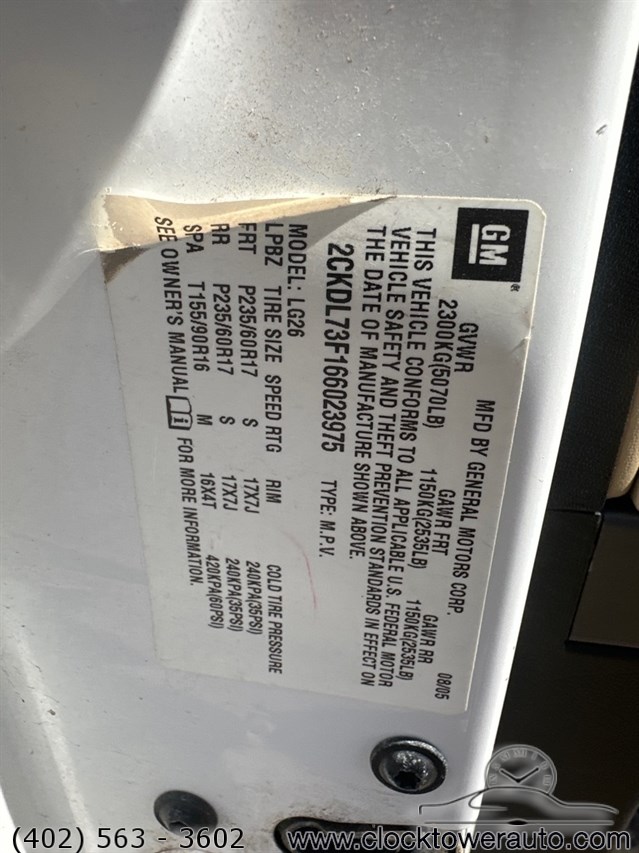 GM
MFD BY GENERAL MOTORS CORP. 08/05
GVWR GAWR FRT GAWR RR
2300KG(5070LB) 1150KG(2535LB) 1150KG(2535LB)
THIS VEHICLE CONFORMS TO ALL APPLICABLE U.S. FEDERAL MOTOR
VEHICLE SAFETY AND THEFT PREVENTION STANDARDS IN EFFECT ON
THE DATE OF MANUFACTURE SHOWN ABOVE.
2CKDL73F166023975 TYPE: M.P.V.
MODEL: LG26
LPBZ TIRE SIZE SPEED RTG RIM COLD TIRE PRESSURE
FRT P235/60R17 S 17X7J 240KPA(35PSI)
RR P235/60R17 S 17X7J 240KPA(35PSI)
SPA T155/90R16 M 16X4T 420KPA(60PSI)
SEE OWNER'S MANUAL FOR MORE INFORMATION.
(402) 563 - 3602 www.clocktowerauto.com